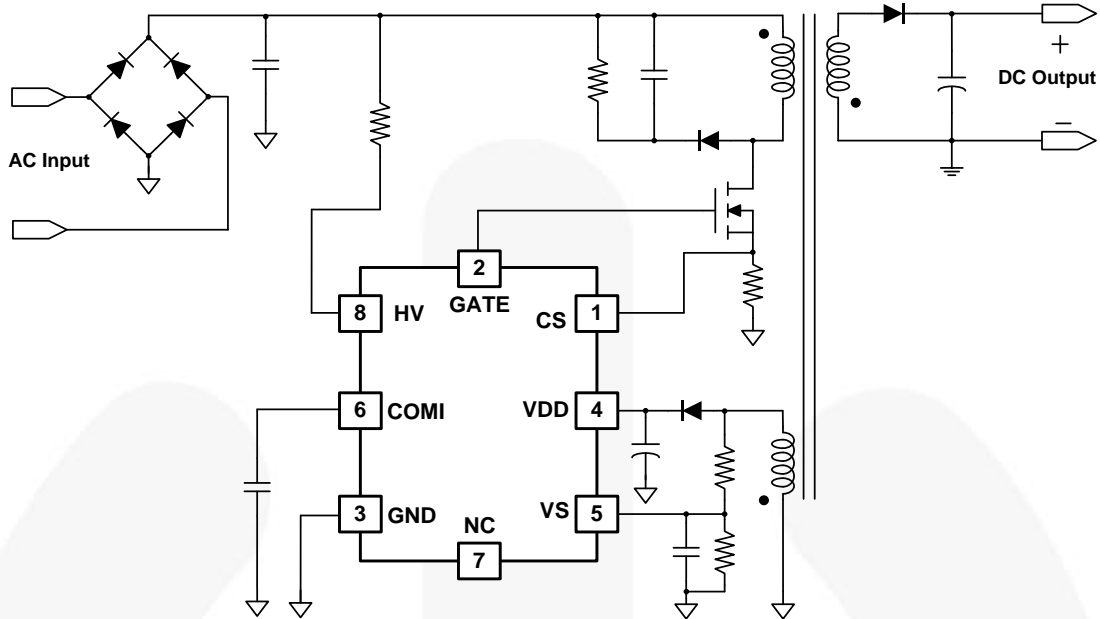 +
DC Output
−
AC Input
2
GATE
8 HV
CS 1
6 COMI
VDD 4
3 GND
VS 5
NC
7